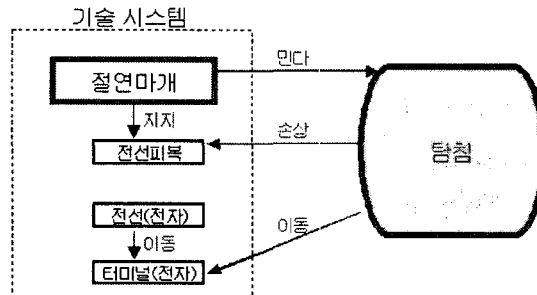 기술 시스템
절연마개
민다
지지
손상
전선피복
탐침
전선(전자)
이동
이동
터미널(전자)